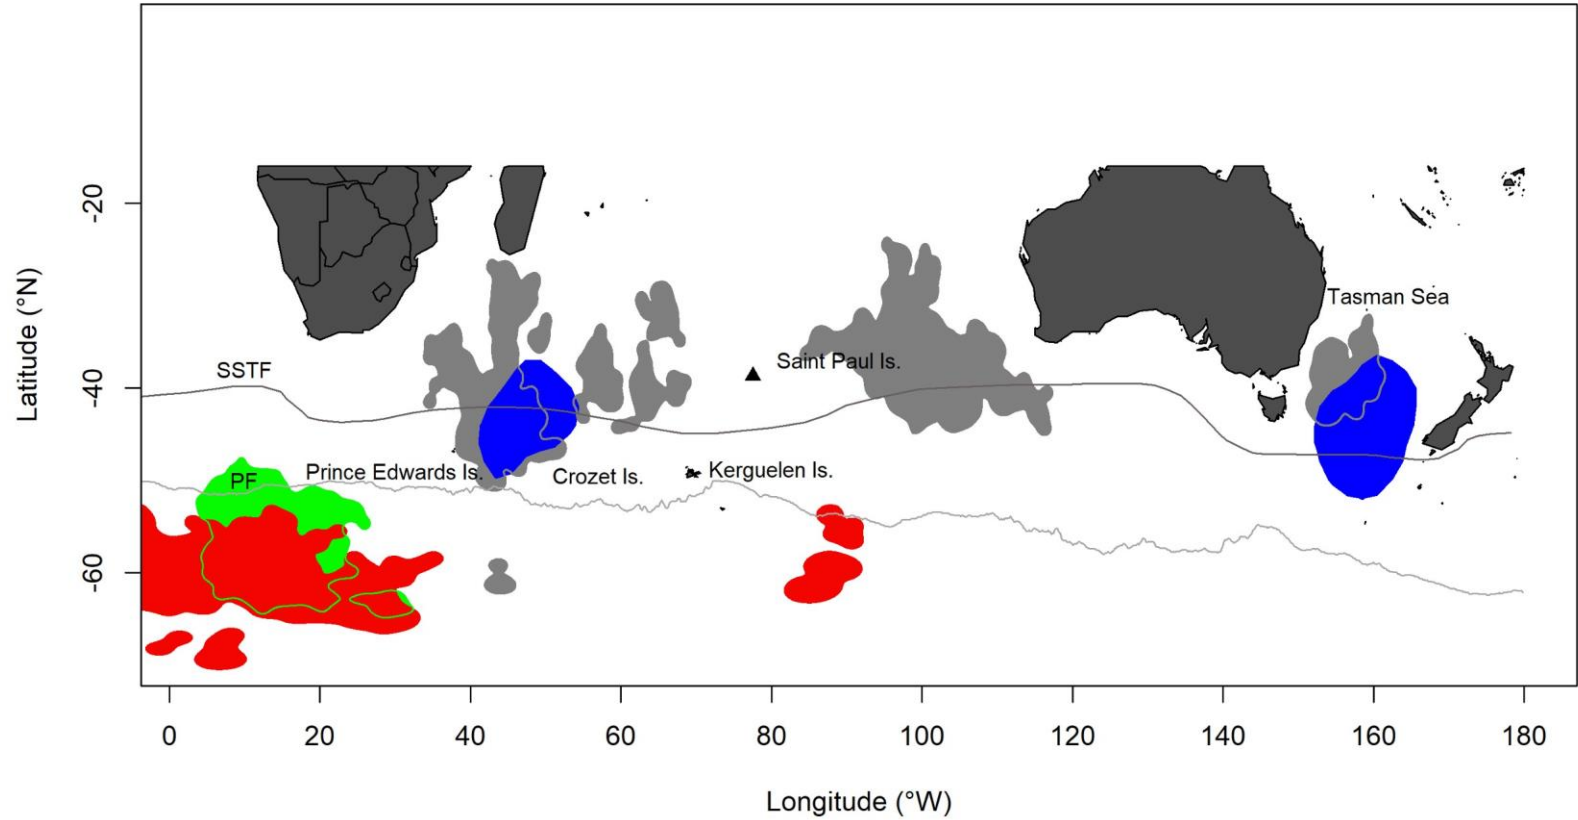 -20
-40
-60
Latitude (°N)
Tasman Sea
Saint Paul Is.
SSTF
PF
Prince Edwards Is.
Crozet Is.
Kerguelen Is.
0 20 40 60 80 100 120 140 160 180
Longitude (°W)